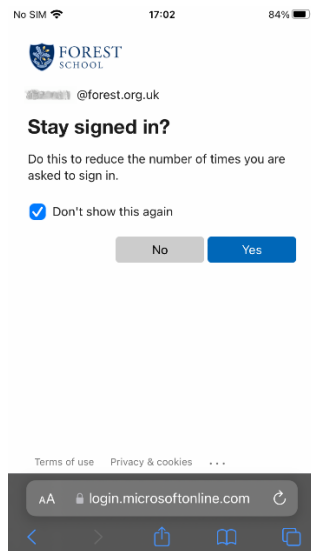 No SIM 17:02 84%
FOREST
SCHOOL
@forest.org.uk
Stay signed in?
Do this to reduce the number of times you are
asked to sign in.
Don't show this again
No Yes
Terms of use Privacy & cookies ...
AA login.microsoftonline.com